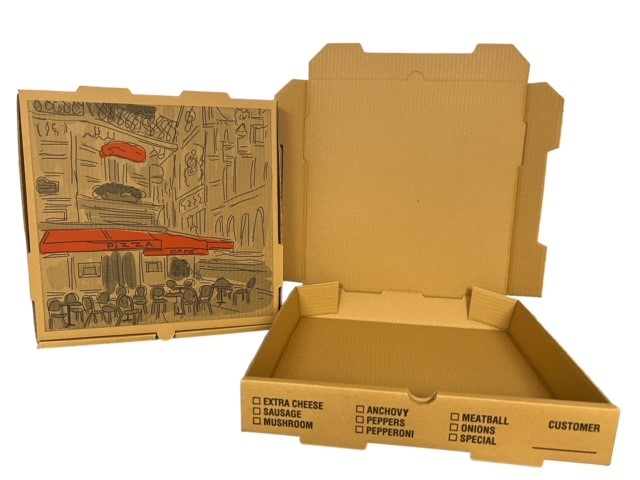 PIZZA
CAFE
☐ EXTRA CHEESE
☐ SAUSAGE
☐ MUSHROOM
☐ ANCHOVY
☐ PEPPERS
☐ PEPPERONI
☐ MEATBALL
☐ ONIONS
☐ SPECIAL
CUSTOMER